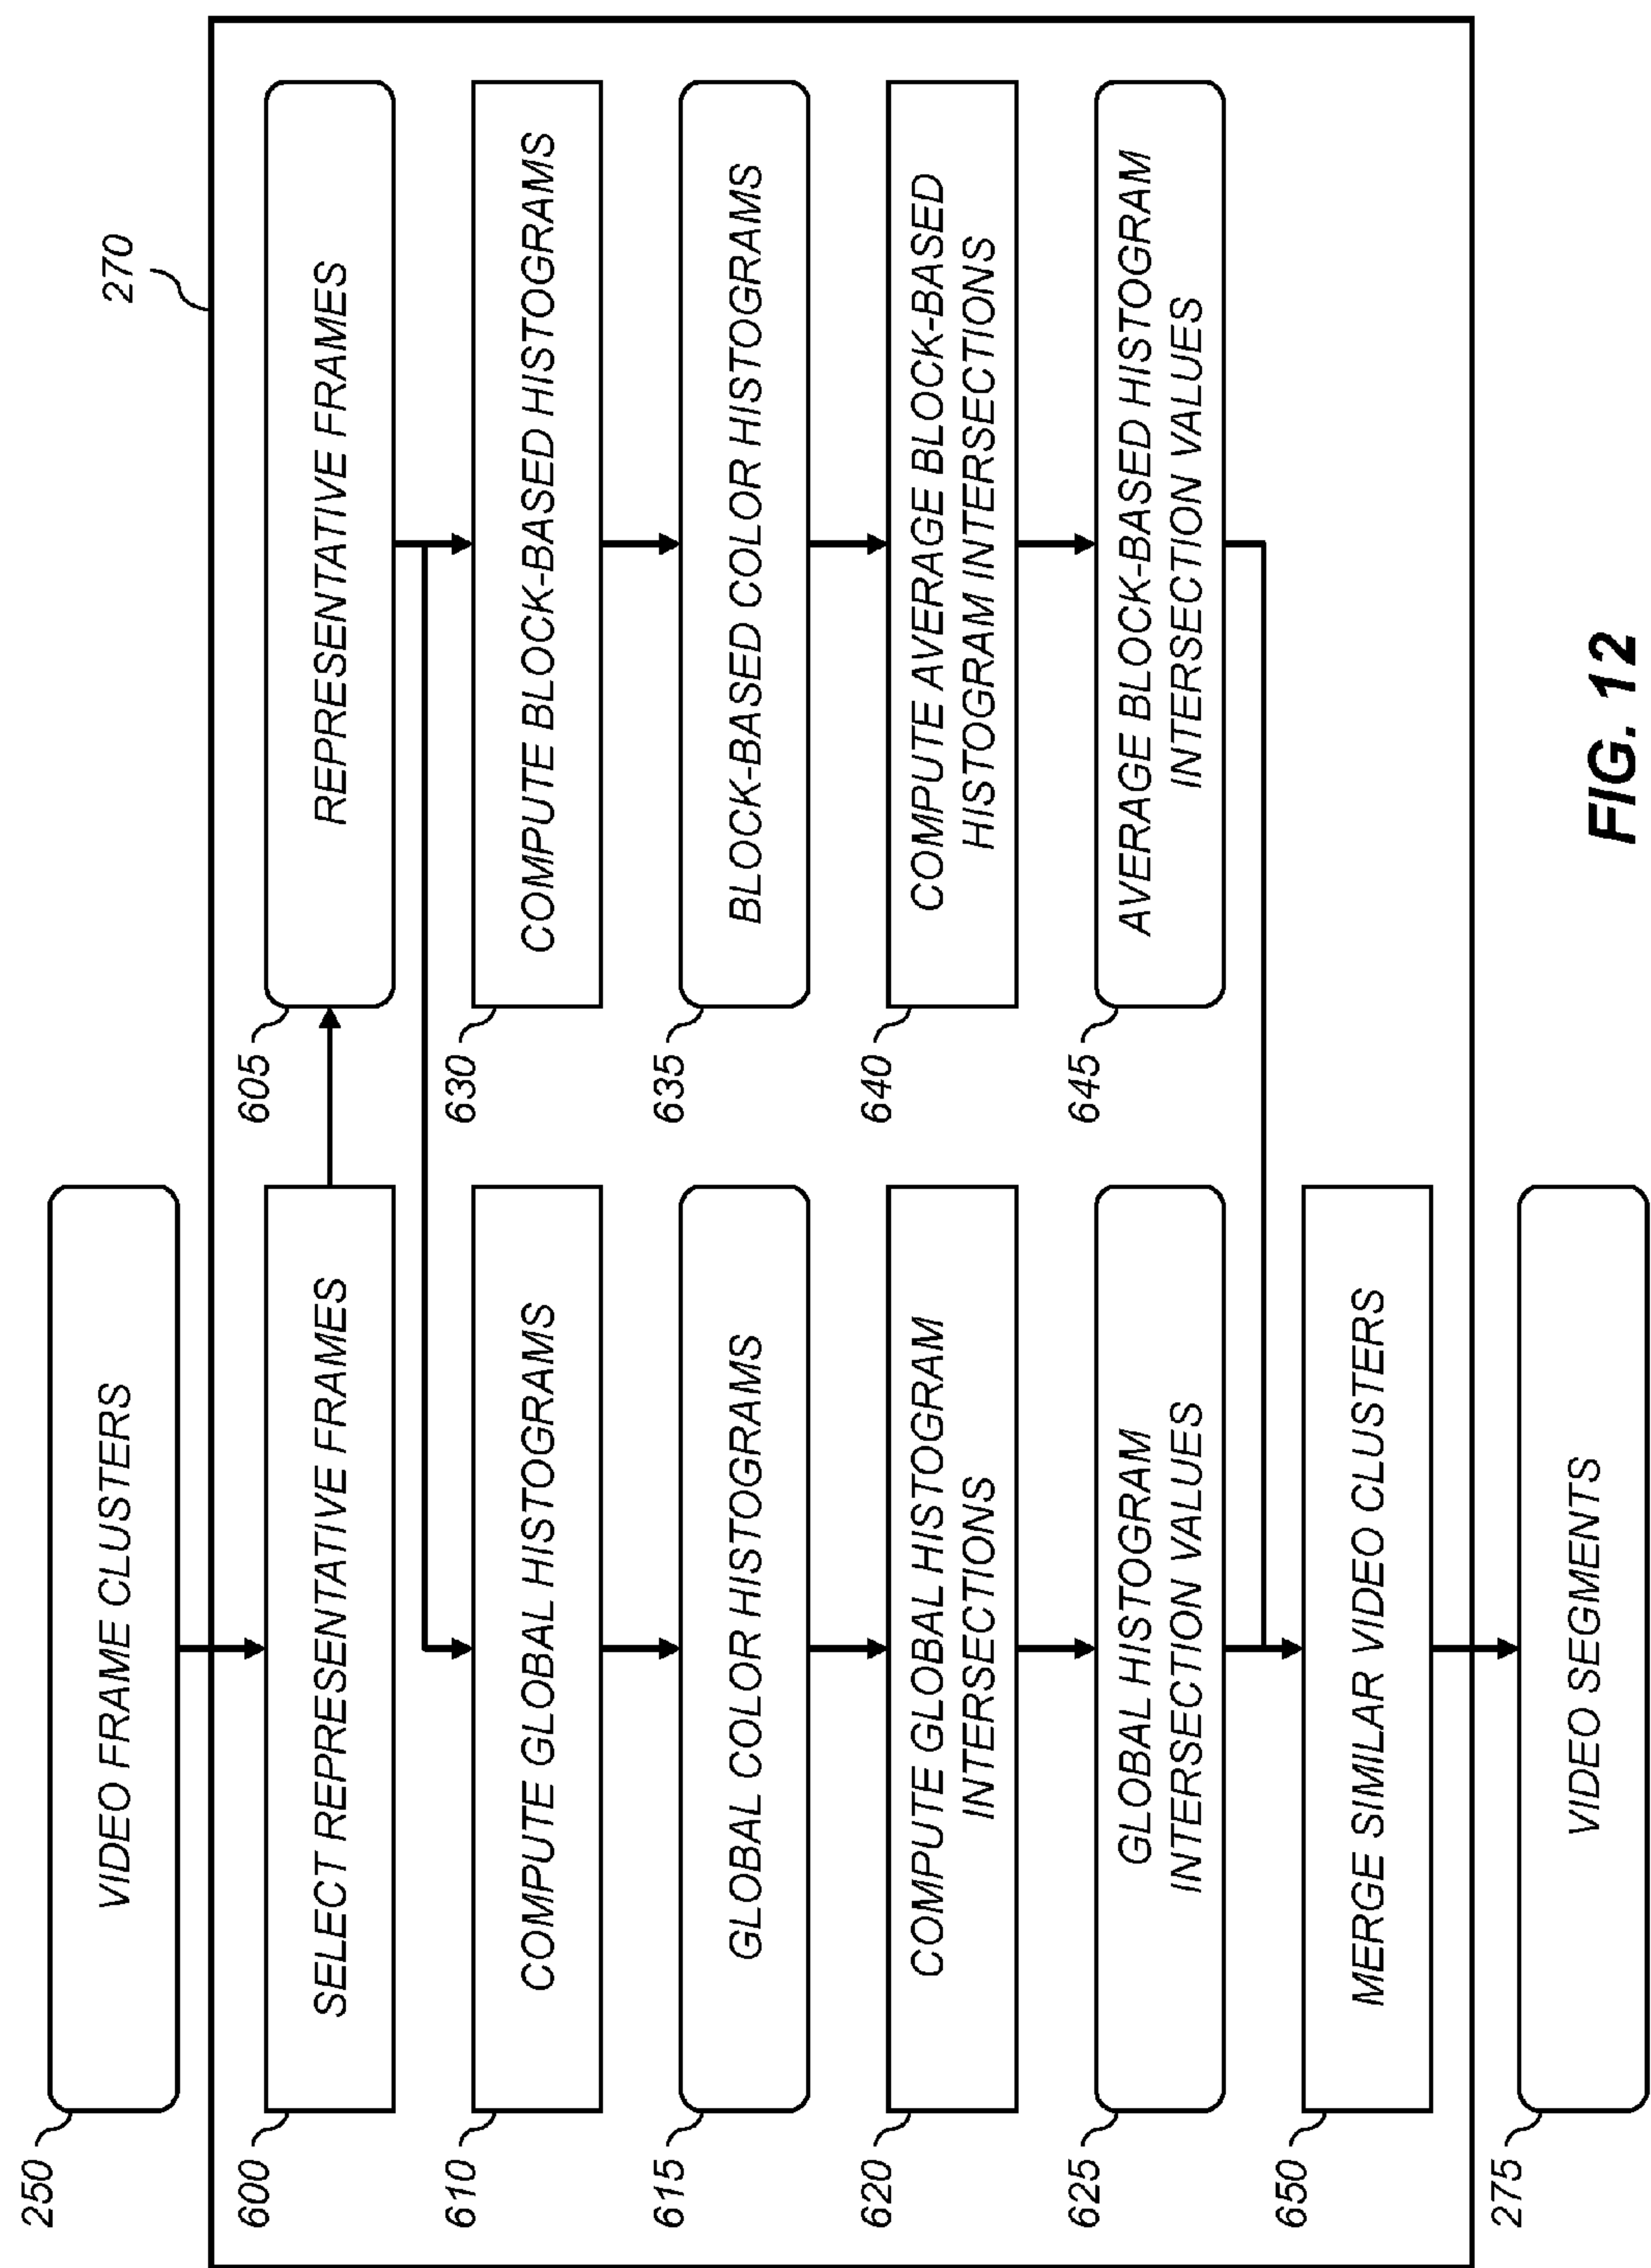 270
250
VIDEO FRAME CLUSTERS
600
SELECT REPRESENTATIVE FRAMES
605
REPRESENTATIVE FRAMES
610
COMPUTE GLOBAL HISTOGRAMS
630
COMPUTE BLOCK-BASED HISTOGRAMS
615
GLOBAL COLOR HISTOGRAMS
635
BLOCK-BASED COLOR HISTOGRAMS
620
COMPUTE GLOBAL HISTOGRAM
INTERSECTIONS
640
COMPUTE AVERAGE BLOCK-BASED
HISTOGRAM INTERSECTIONS
625
GLOBAL HISTOGRAM
INTERSECTION VALUES
645
AVERAGE BLOCK-BASED HISTOGRAM
INTERSECTION VALUES
650
MERGE SIMILAR VIDEO CLUSTERS
275
VIDEO SEGMENTS
FIG. 12